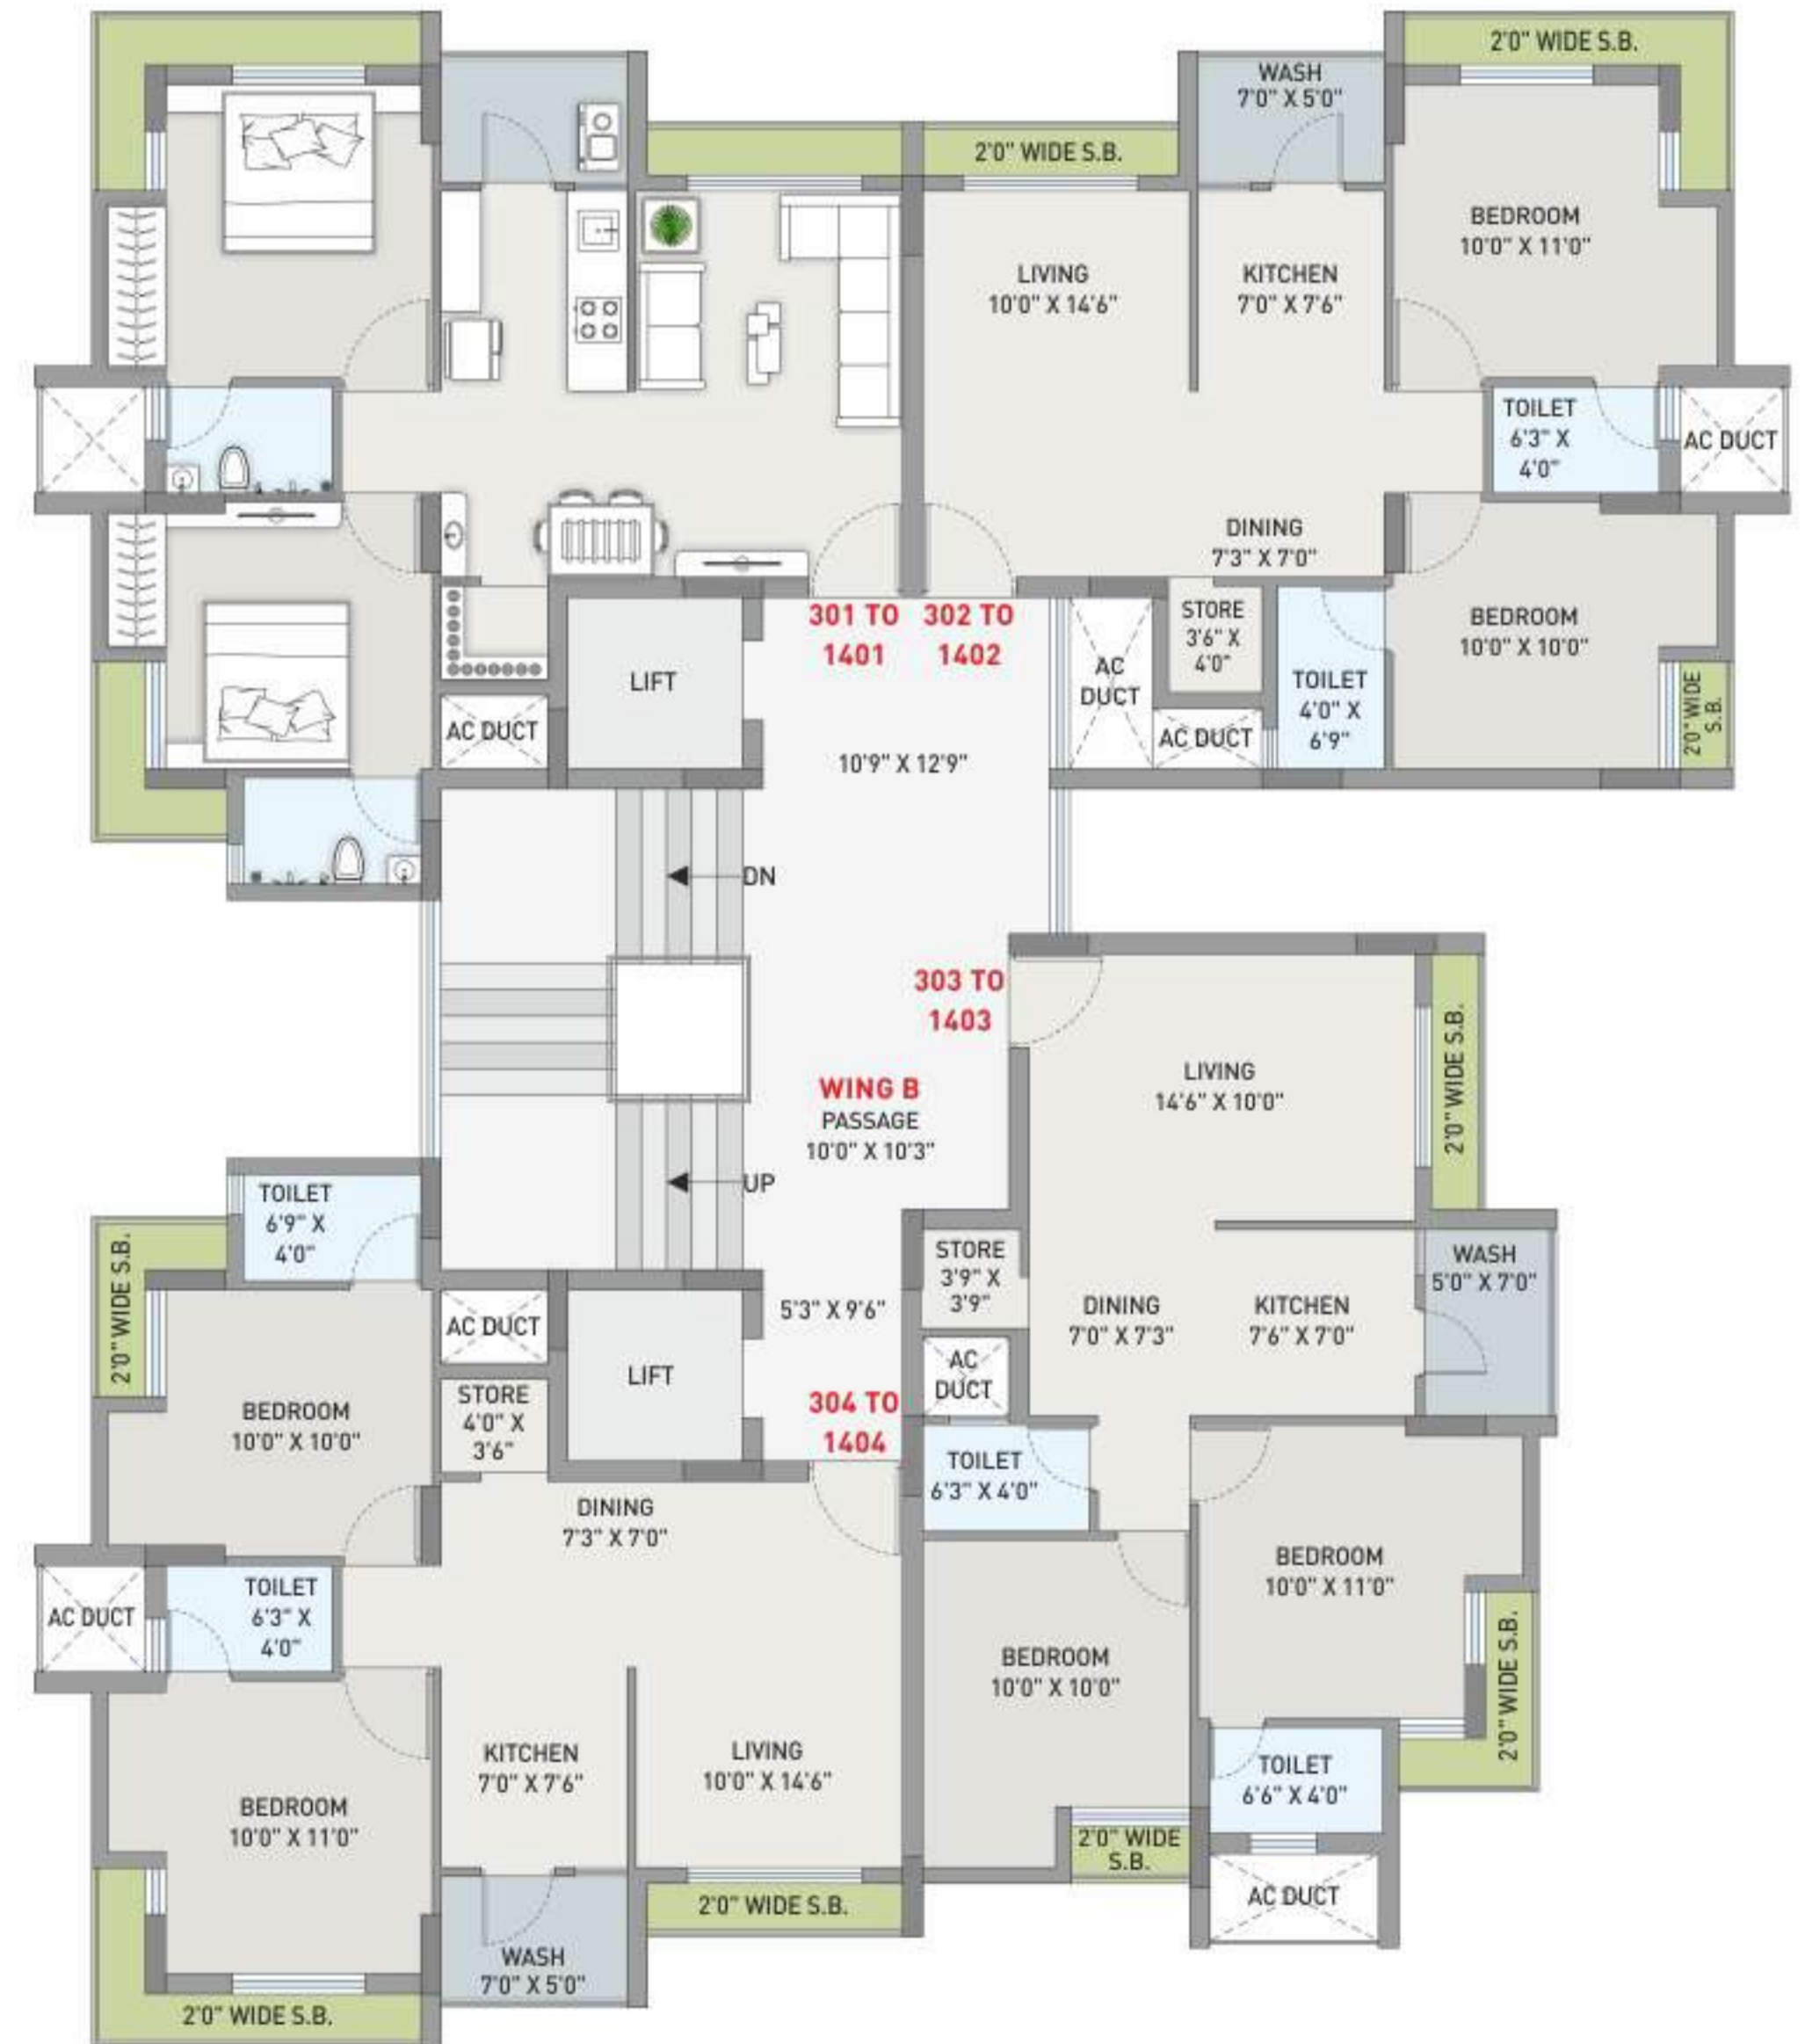 2'0" WIDE S.B.
WASH
7'0" X 5'0"
2'0" WIDE S.B.
BEDROOM
10'0" X 11'0"
LIVING
10'0" X 14'6"
KITCHEN
7'0" X 7'6"
TOILET
6'3" X
4'0"
AC DUCT
DINING
7'3" X 7'0"
301 TO
1401
302 TO
1402
STORE
3'6" X
4'0"
BEDROOM
10'0" X 10'0"
LIFT
AC
DUCT
TOILET
4'0" X
6'9"
2'0" WIDE
S.B.
AC DUCT
AC DUCT
10'9" X 12'9"
DN
303 TO
1403
LIVING
14'6" X 10'0"
2'0" WIDE S.B.
WING B
PASSAGE
10'0" X 10'3"
UP
TOILET
6'9" X
4'0"
2'0" WIDE S.B.
STORE
3'9" X
3'9"
WASH
5'0" X 7'0"
DINING
7'0" X 7'3"
KITCHEN
7'6" X 7'0"
5'3" X 9'6"
AC DUCT
LIFT
AC
DUCT
STORE
4'0" X
3'6"
304 TO
1404
BEDROOM
10'0" X 10'0"
TOILET
6'3" X 4'0"
DINING
7'3" X 7'0"
BEDROOM
10'0" X 11'0"
AC DUCT
TOILET
6'3" X
4'0"
BEDROOM
10'0" X 10'0"
2'0" WIDE S.B.
KITCHEN
7'0" X 7'6"
LIVING
10'0" X 14'6"
TOILET
6'6" X 4'0"
BEDROOM
10'0" X 11'0"
2'0" WIDE
S.B.
AC DUCT
2'0" WIDE S.B.
WASH
7'0" X 5'0"
2'0" WIDE S.B.